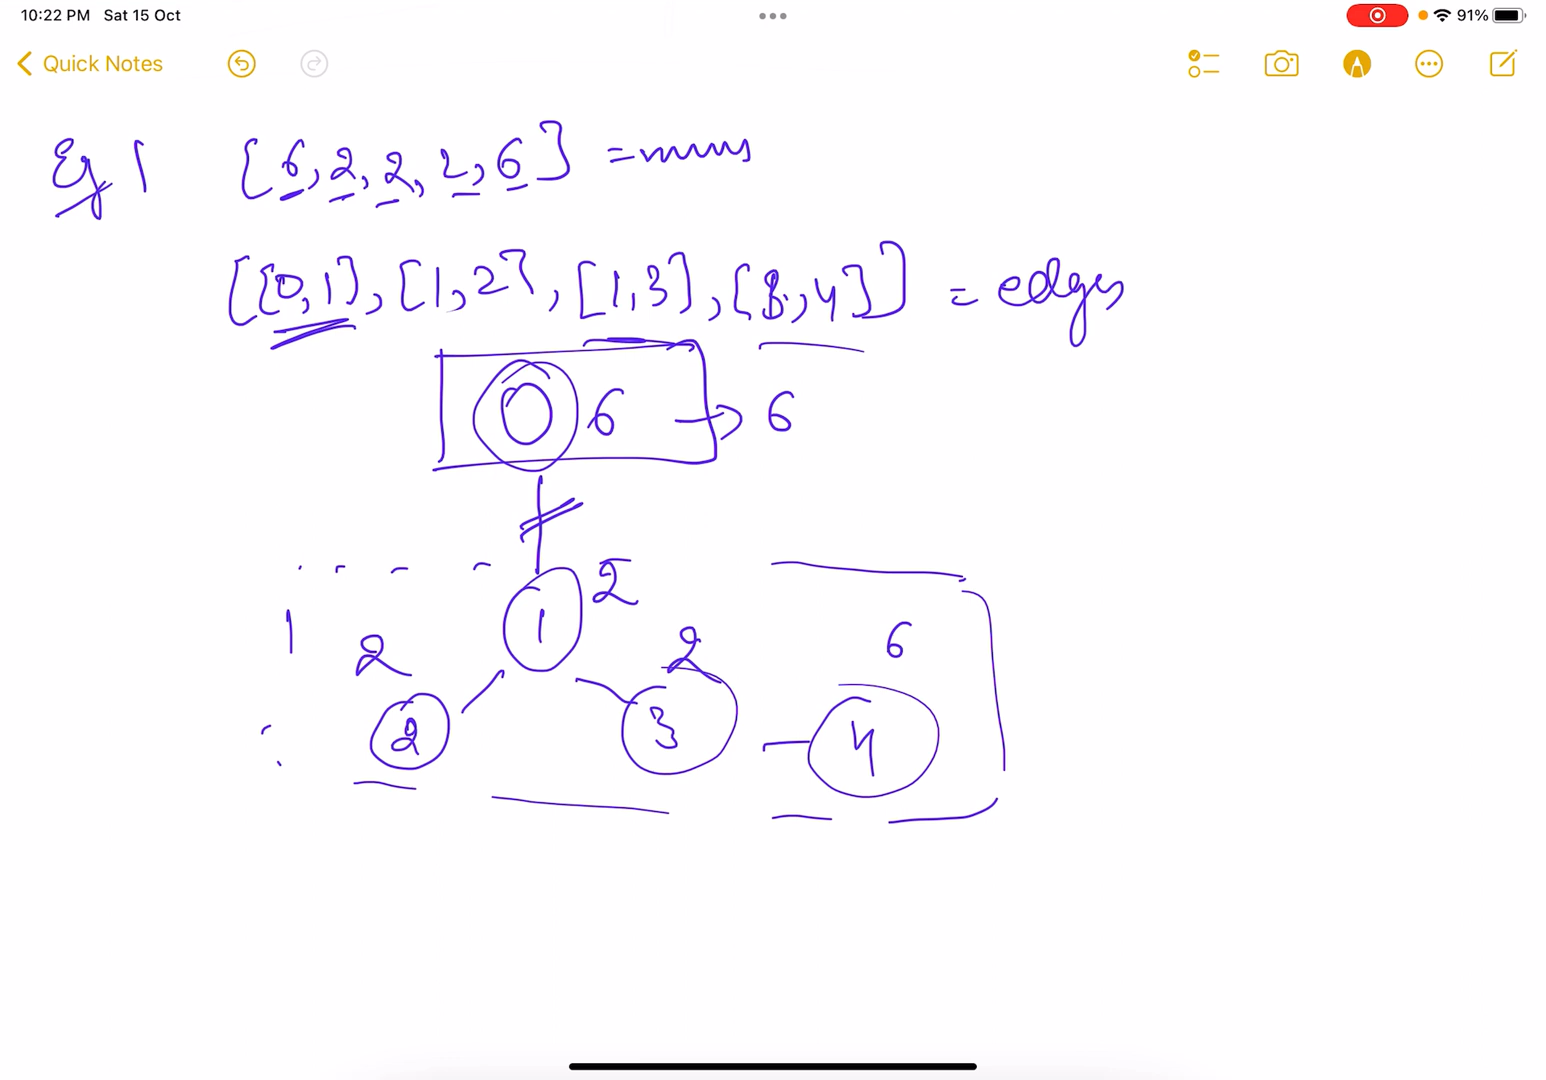 10:22 PM Sat 15 Oct
91%
Quick Notes
Eg 1 [6,2,2,2,6] = nums
[[0,1],[1,2],[1,3],[3,4]] = edges
0 6 → 6
1 2
2 2 6
2 3 4